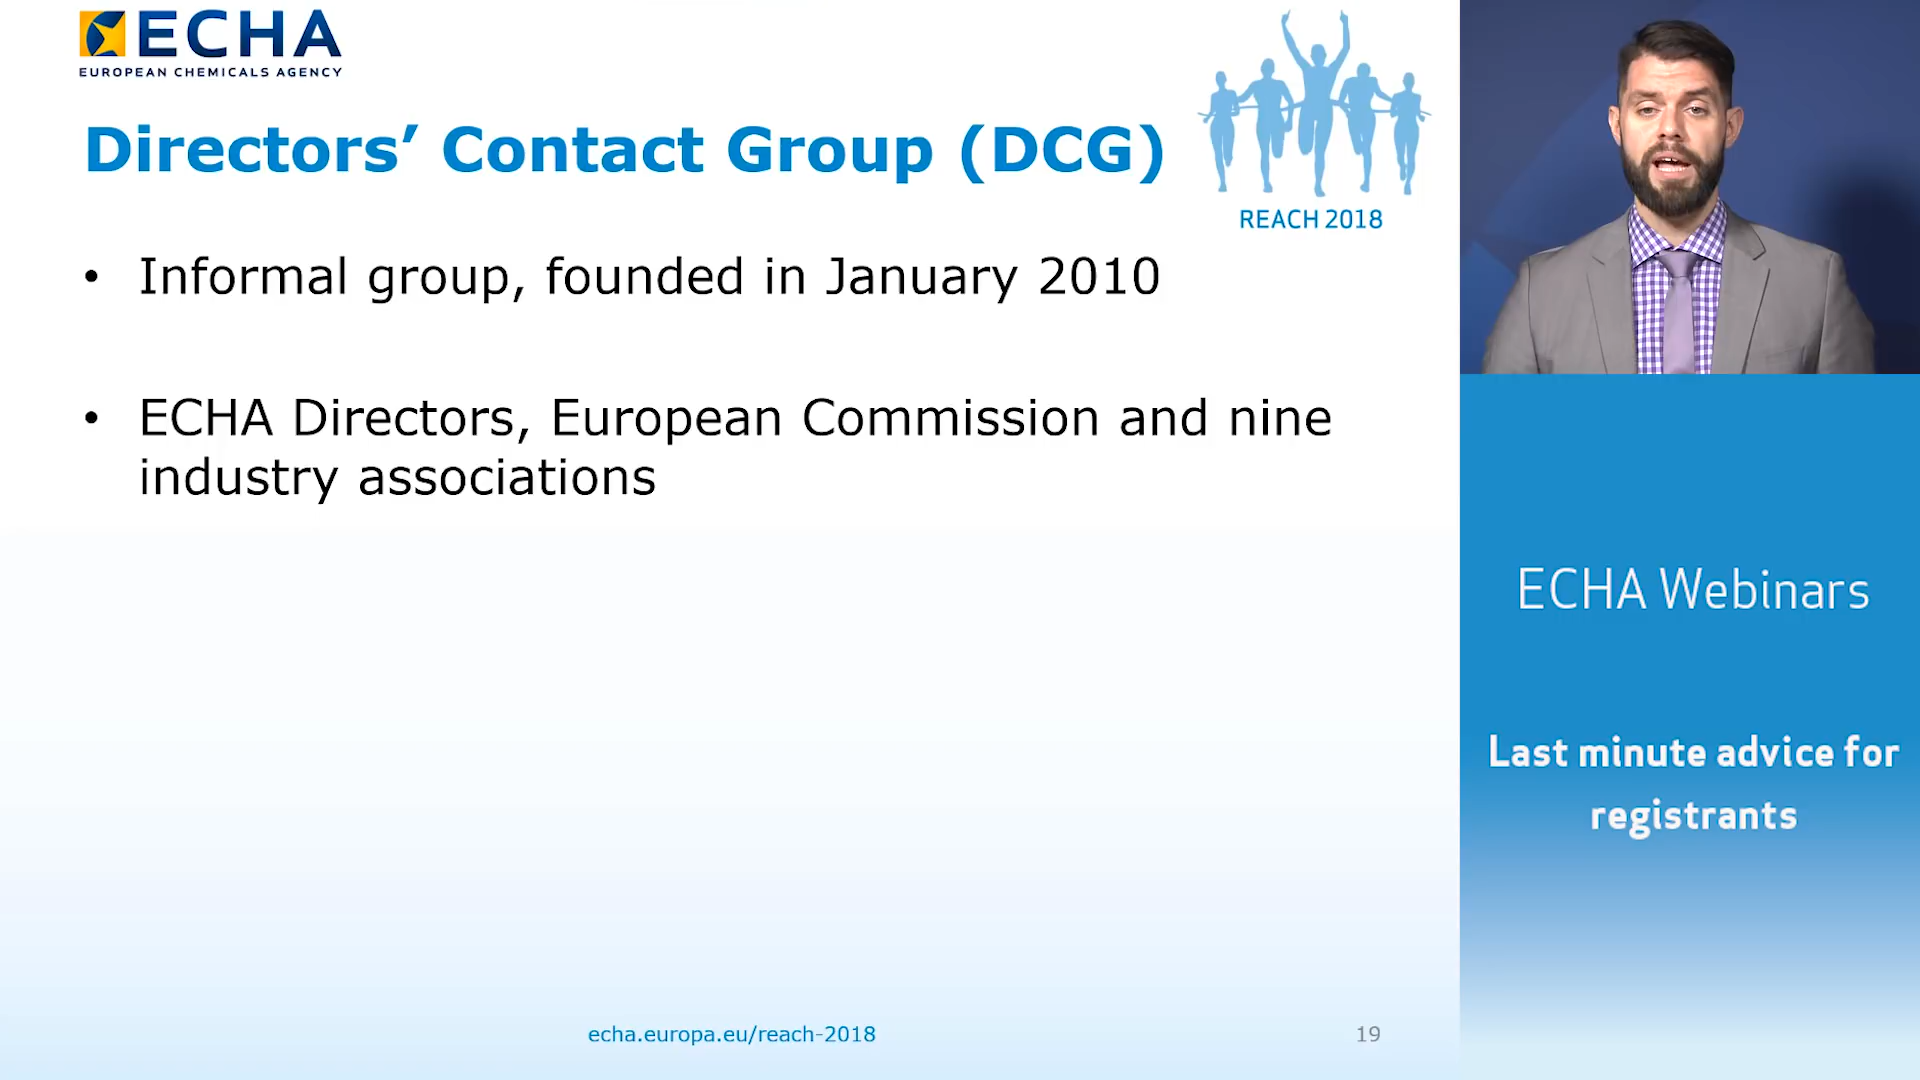 ECHA
EUROPEAN CHEMICALS AGENCY
Directors’ Contact Group (DCG)
REACH 2018
• Informal group, founded in January 2010
• ECHA Directors, European Commission and nine
industry associations
echa.europa.eu/reach-2018
19
ECHA Webinars
Last minute advice for
registrants